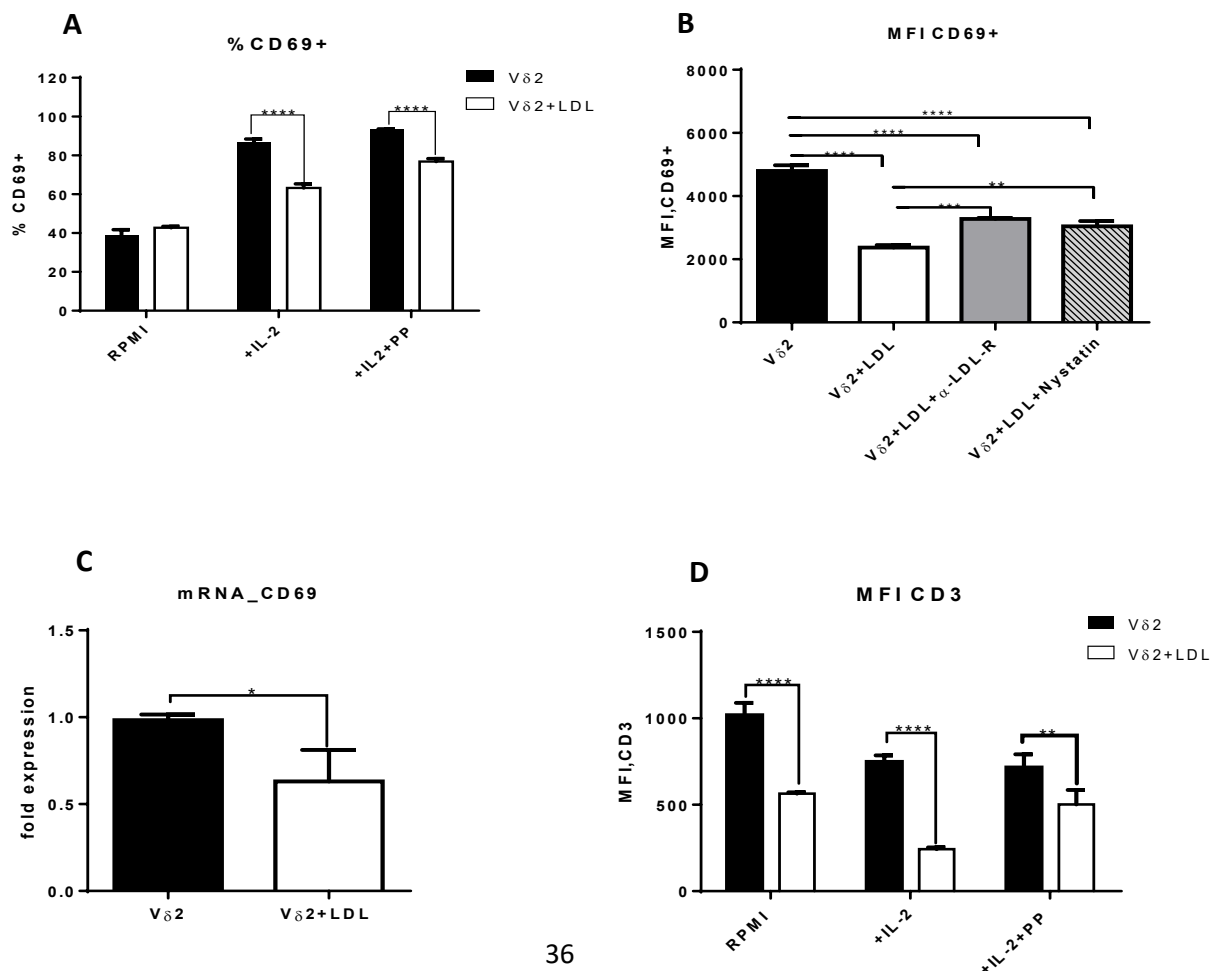 A
% CD69+
% CD69+
120
100
80
60
40
20
0
Vδ2
Vδ2+LDL
****
****
RPMI
+IL-2
+IL2+PP
B
MFI CD69+
MFI,CD69+
8000
6000
4000
2000
0
****
****
****
**
***
Vδ2
Vδ2+LDL
Vδ2+LDL+α-LDL-R
Vδ2+LDL+Nystatin
C
mRNA_CD69
fold expression
1.5
1.0
0.5
0.0
*
Vδ2
Vδ2+LDL
D
MFI CD3
MFI,CD3
1500
1000
500
0
Vδ2
Vδ2+LDL
****
****
**
RPMI
+IL-2
+IL-2+PP
36